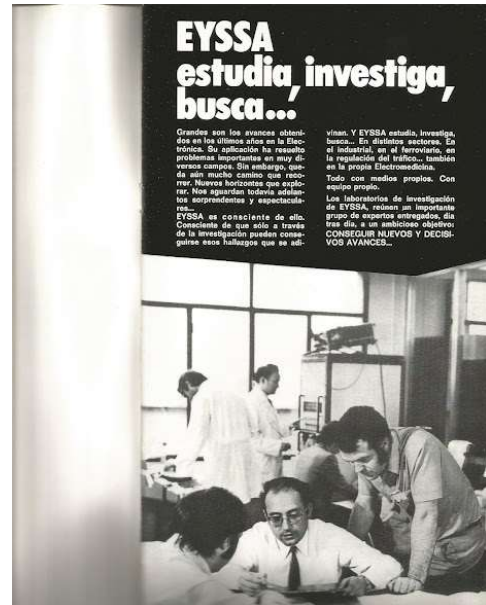 EYSSA
estudia, investiga,
busca...
Grandes son los avances obteni-
dos en los últimos años en la Elec-
trónica. Su aplicación ha resuelto
problemas importantes en muy di-
versos campos. Sin embargo, que-
da aún mucho camino que reco-
rrer. Nuevos horizontes que explo-
rar. Nos aguardan todavia adelan-
tos sorprendentes y espectacula-
res...
EYSSA es consciente de ello.
Consciente de que sólo a través
de la investigación pueden conse-
guirse esos hallazgos que se adi-
vinan. Y EYSSA estudia, investiga,
busca... En distintos sectores. En
el industrial, en el ferroviario, en
la regulación del tráfico... también
en la propia Electromedicina.
Todo con medios propios. Con
equipo propio.
Los laboratorios de investigación
de EYSSA, reúnen un importante
grupo de expertos entregados, día
tras día, a un ambicioso objetivo:
CONSEGUIR NUEVOS Y DECISI-
VOS AVANCES...